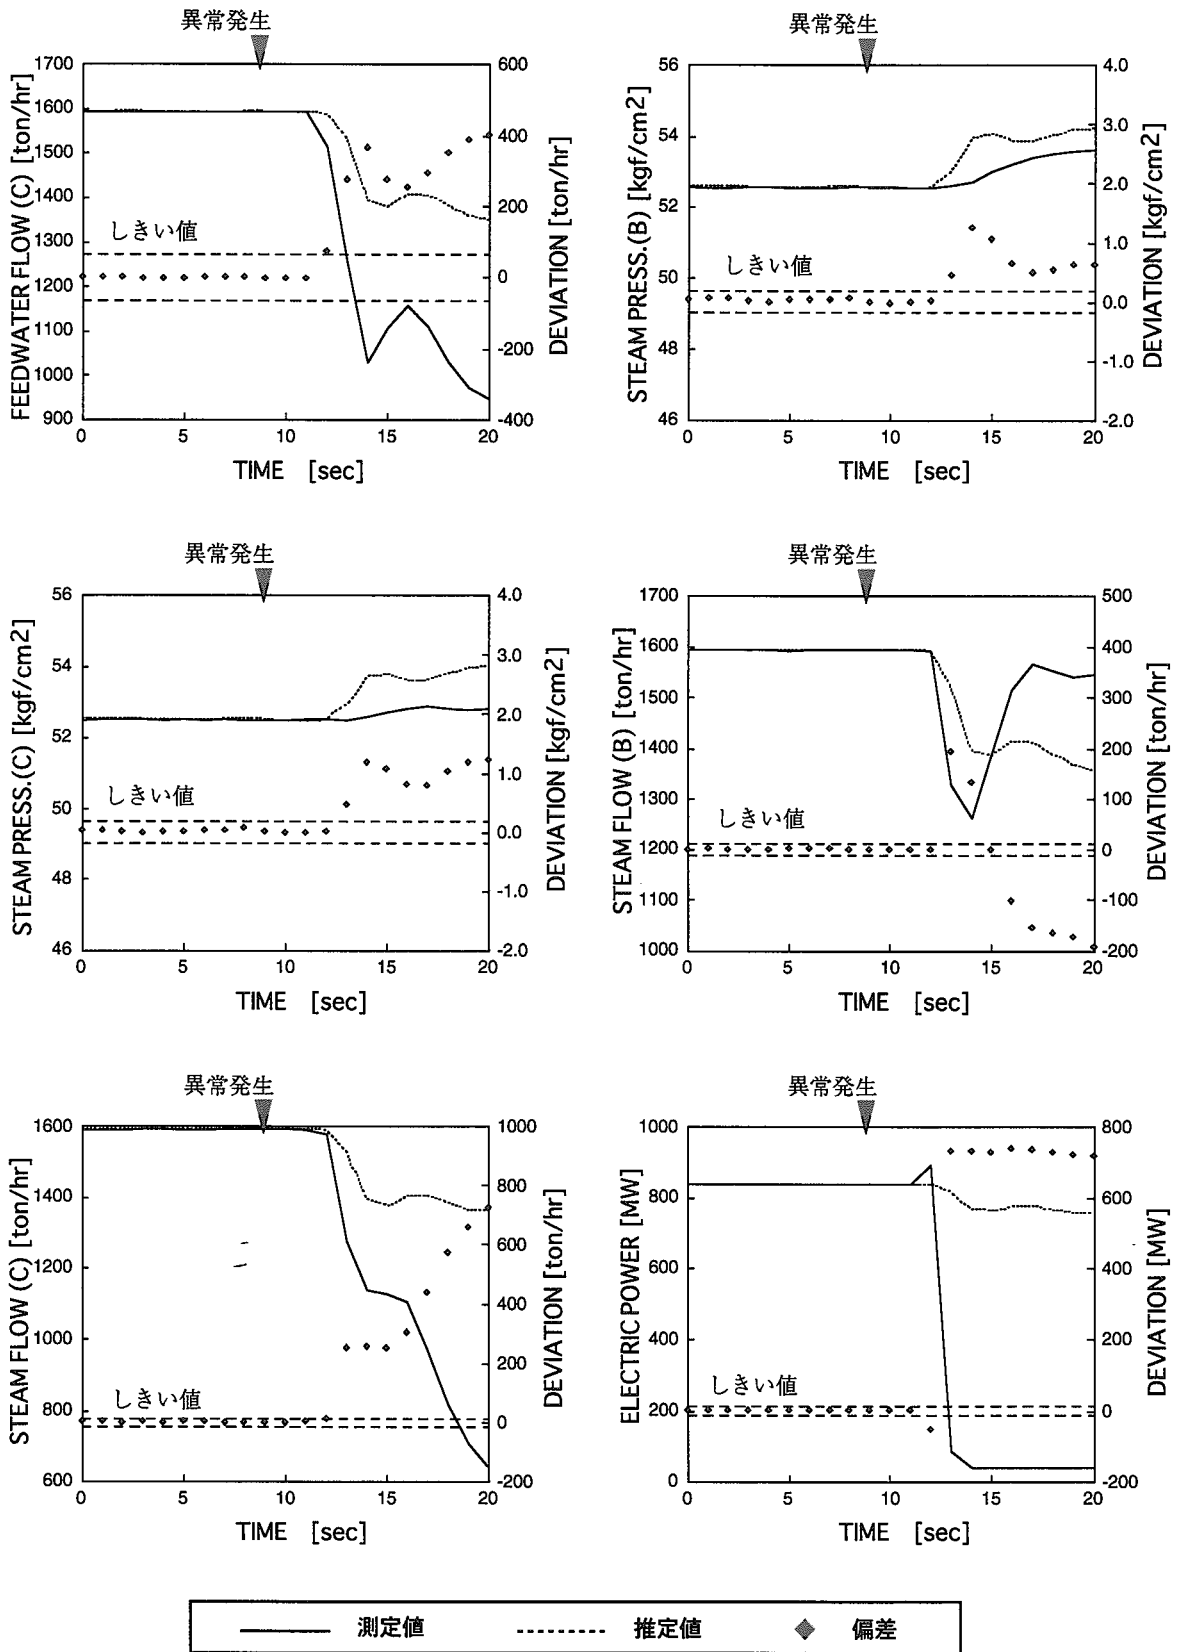 異常発生
FEEDWATER FLOW (C) [ton/hr]
1700
1600
1500
1400
1300
1200
1100
1000
900
しきい値
600
400
200
0
-200
-400
DEVIATION [ton/hr]
0 5 10 15 20
TIME [sec]
異常発生
STEAM PRESS.(B) [kgf/cm2]
56
54
52
50
48
46
しきい値
4.0
3.0
2.0
1.0
0.0
-1.0
-2.0
DEVIATION [kgf/cm2]
0 5 10 15 20
TIME [sec]
異常発生
STEAM PRESS.(C) [kgf/cm2]
56
54
52
50
48
46
しきい値
4.0
3.0
2.0
1.0
0.0
-1.0
-2.0
DEVIATION [kgf/cm2]
0 5 10 15 20
TIME [sec]
異常発生
STEAM FLOW (B) [ton/hr]
1700
1600
1500
1400
1300
1200
1100
1000
しきい値
500
400
300
200
100
0
-100
-200
DEVIATION [ton/hr]
0 5 10 15 20
TIME [sec]
異常発生
STEAM FLOW (C) [ton/hr]
1600
1400
1200
1000
800
600
しきい値
1000
800
600
400
200
0
-200
DEVIATION [ton/hr]
0 5 10 15 20
TIME [sec]
異常発生
ELECTRIC POWER [MW]
1000
800
600
400
200
0
しきい値
800
600
400
200
0
-200
DEVIATION [MW]
0 5 10 15 20
TIME [sec]
測定値 推定値 偏差